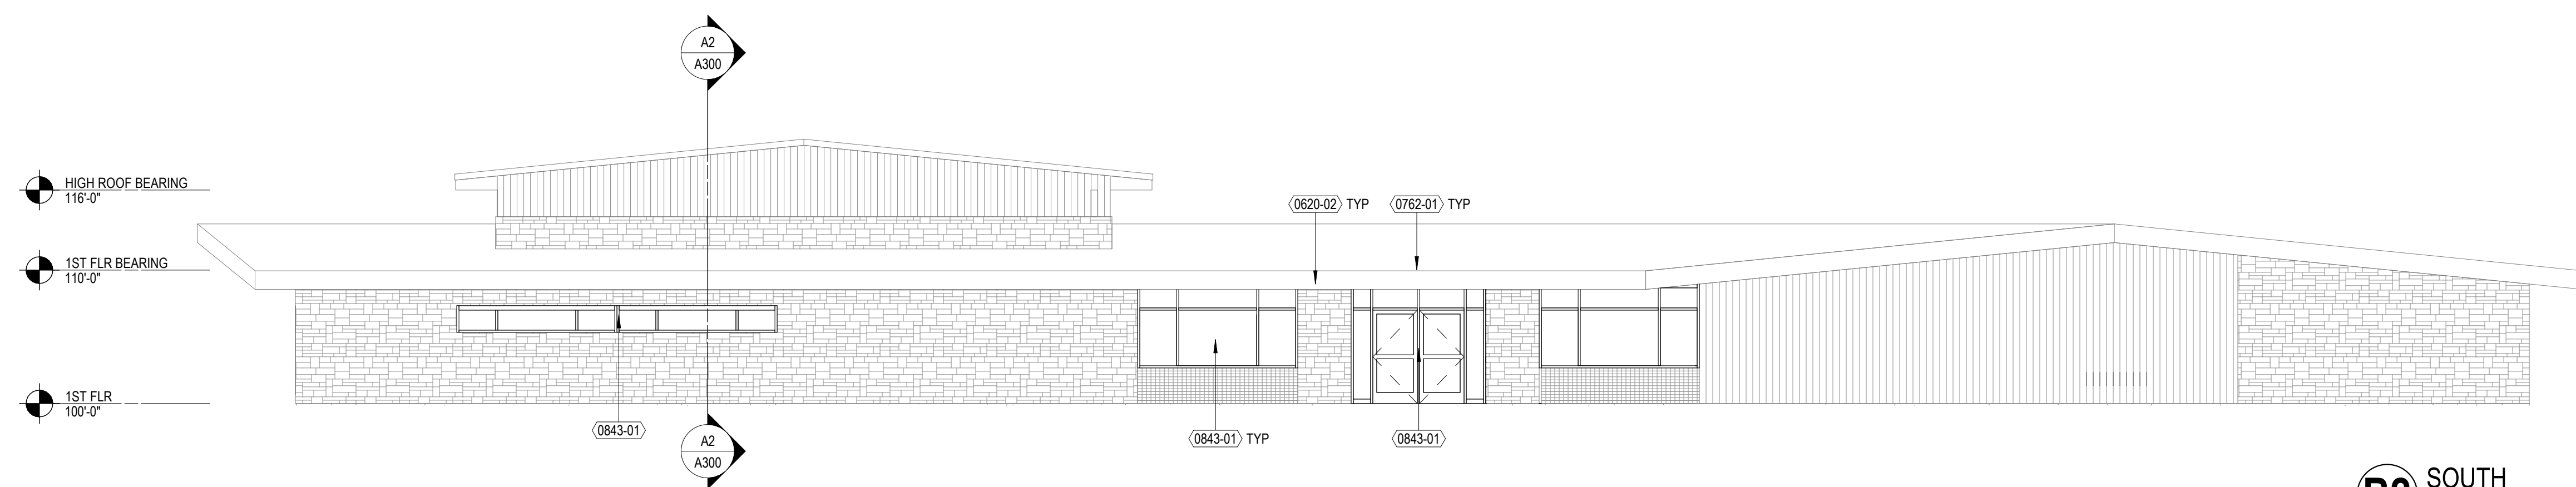 A2
A300
HIGH ROOF BEARING
116'-0"
0620-02 TYP
0762-01 TYP
1ST FLR BEARING
110'-0"
1ST FLR
100'-0"
0843-01
0843-01 TYP
0843-01
A2
A300
SOUTH